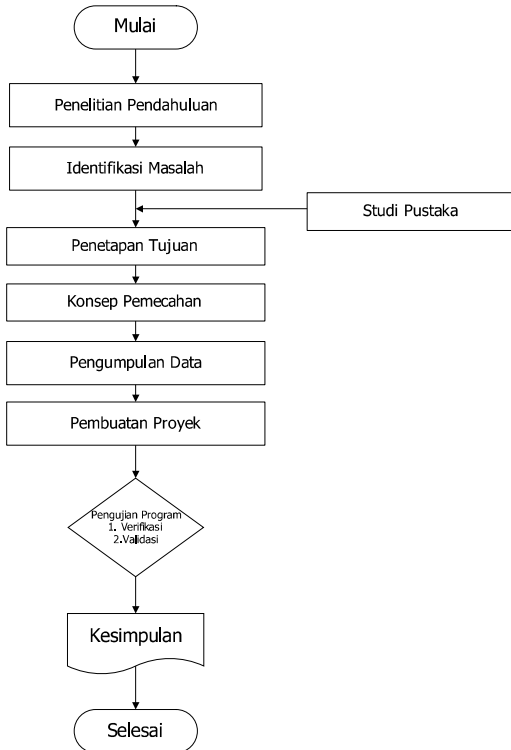 Mulai
Penelitian Pendahuluan
Identifikasi Masalah
Studi Pustaka
Penetapan Tujuan
Konsep Pemecahan
Pengumpulan Data
Pembuatan Proyek
Pengujian Program
1. Verifikasi
2.Validasi
Kesimpulan
Selesai